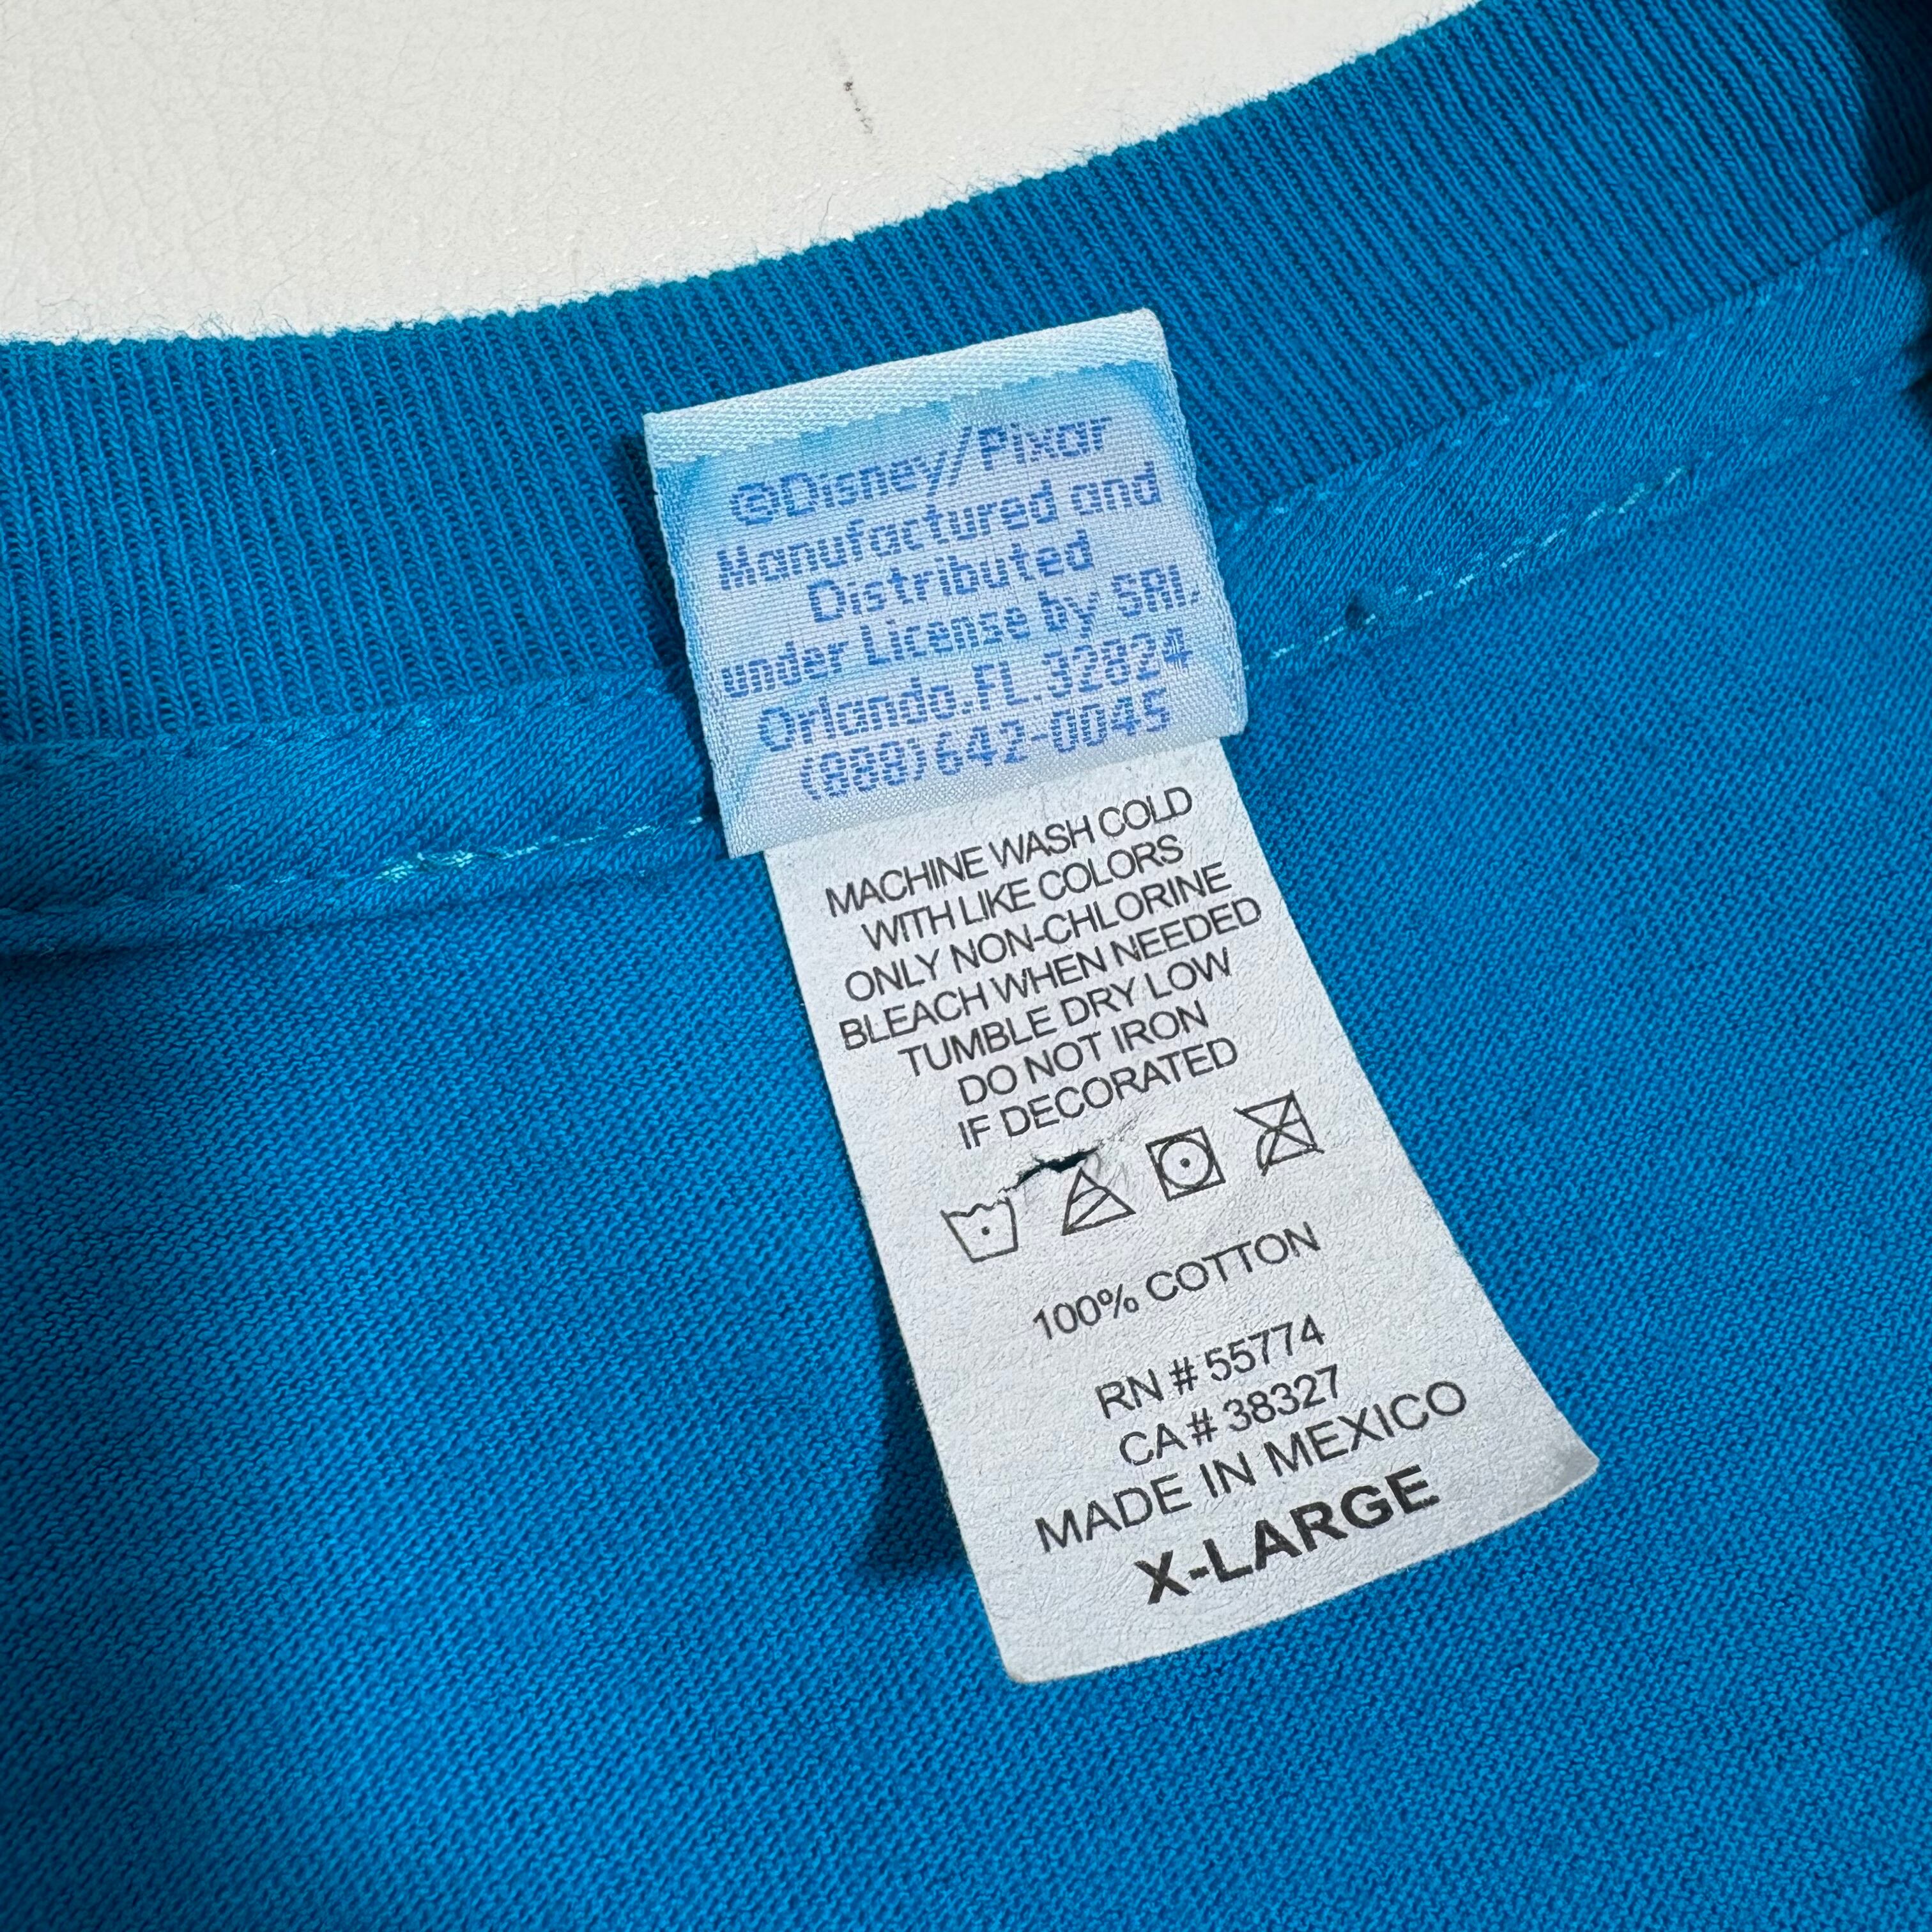 ©Disney/Pixar
Manufactured and
Distributed
under License by SRI.
Orlando.FL.32824
(888)642-0045
MACHINE WASH COLD
WITH LIKE COLORS
ONLY NON-CHLORINE
BLEACH WHEN NEEDED
TUMBLE DRY LOW
DO NOT IRON
IF DECORATED
100% COTTON
RN # 55774
CA # 38327
MADE IN MEXICO
X-LARGE